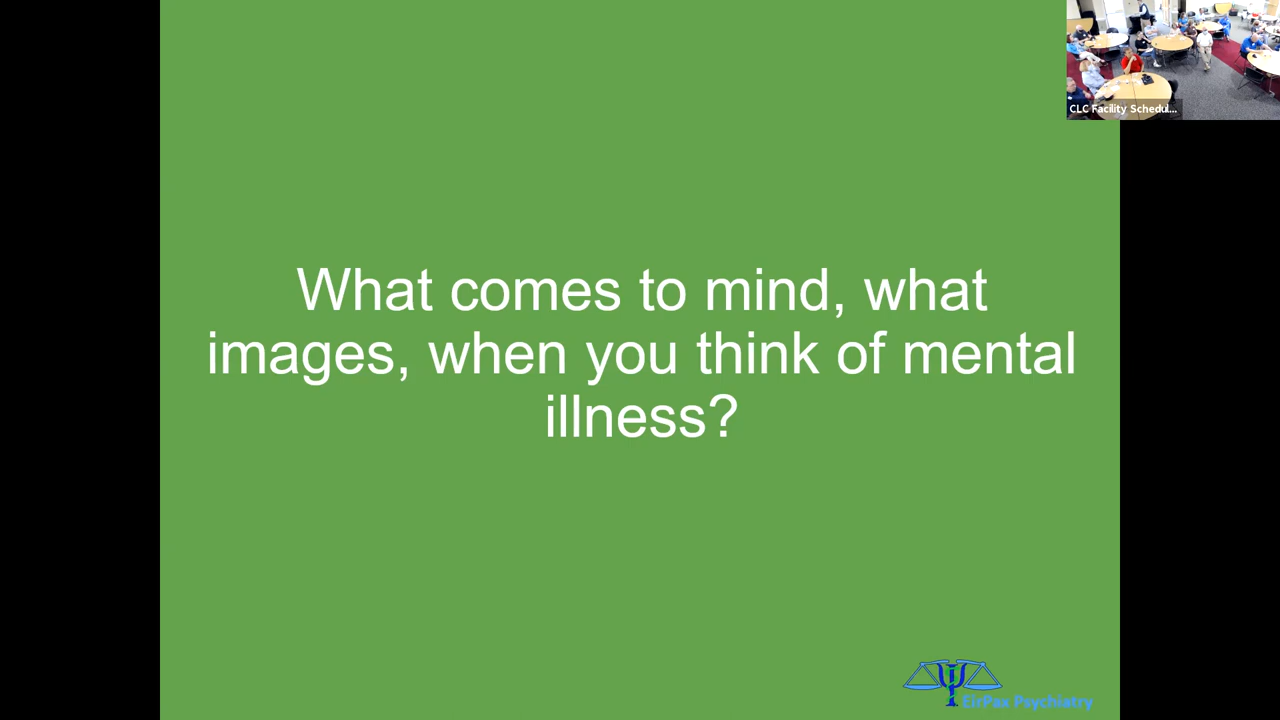 CLC Facility Schedul...
What comes to mind, what
images, when you think of mental
illness?
EirPax Psychiatry